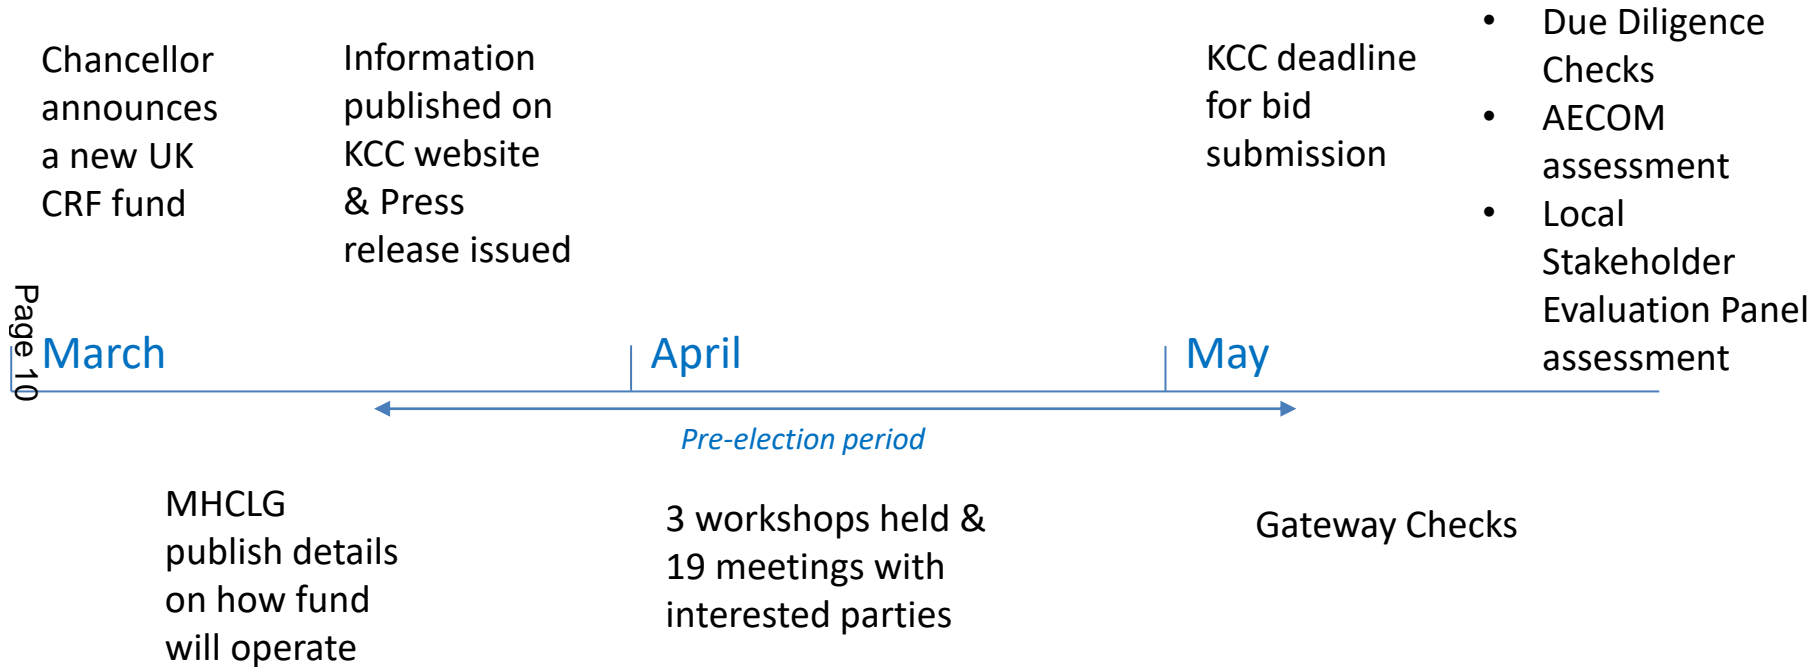 Chancellor
announces
a new UK
CRF fund
Information
published on
KCC website
& Press
release issued
KCC deadline
for bid
submission
• Due Diligence
Checks
• AECOM
assessment
• Local
Stakeholder
Evaluation Panel
assessment
Page 10
March
April
May
Pre-election period
MHCLG
publish details
on how fund
will operate
3 workshops held &
19 meetings with
interested parties
Gateway Checks